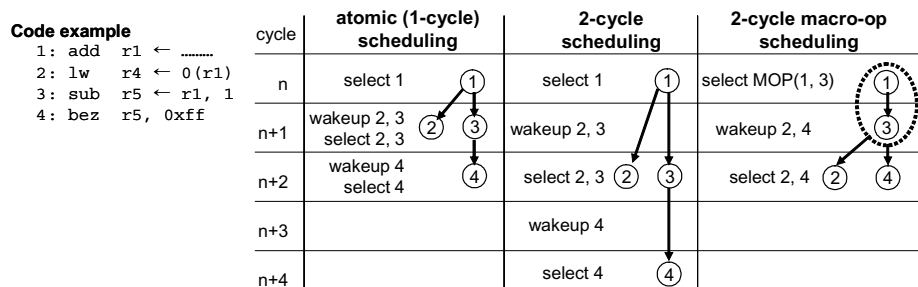 Code example
1: add r1 ← .........
2: lw r4 ← 0(r1)
3: sub r5 ← r1, 1
4: bez r5, 0xff
cycle
atomic (1-cycle) scheduling
2-cycle scheduling
2-cycle macro-op scheduling
n
select 1
1
select 1
1
select MOP(1, 3)
1
n+1
wakeup 2, 3
select 2, 3
2
3
wakeup 2, 3
wakeup 2, 4
3
n+2
wakeup 4
select 4
4
select 2, 3
2
3
select 2, 4
2
4
n+3
wakeup 4
n+4
select 4
4